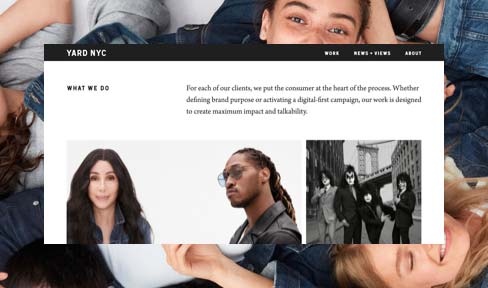 YARD NYC
WORK NEWS + VIEWS ABOUT
WHAT WE DO
For each of our clients, we put the consumer at the heart of the process. Whether
defining brand purpose or activating a digital-first campaign, our work is designed
to create maximum impact and talkability.